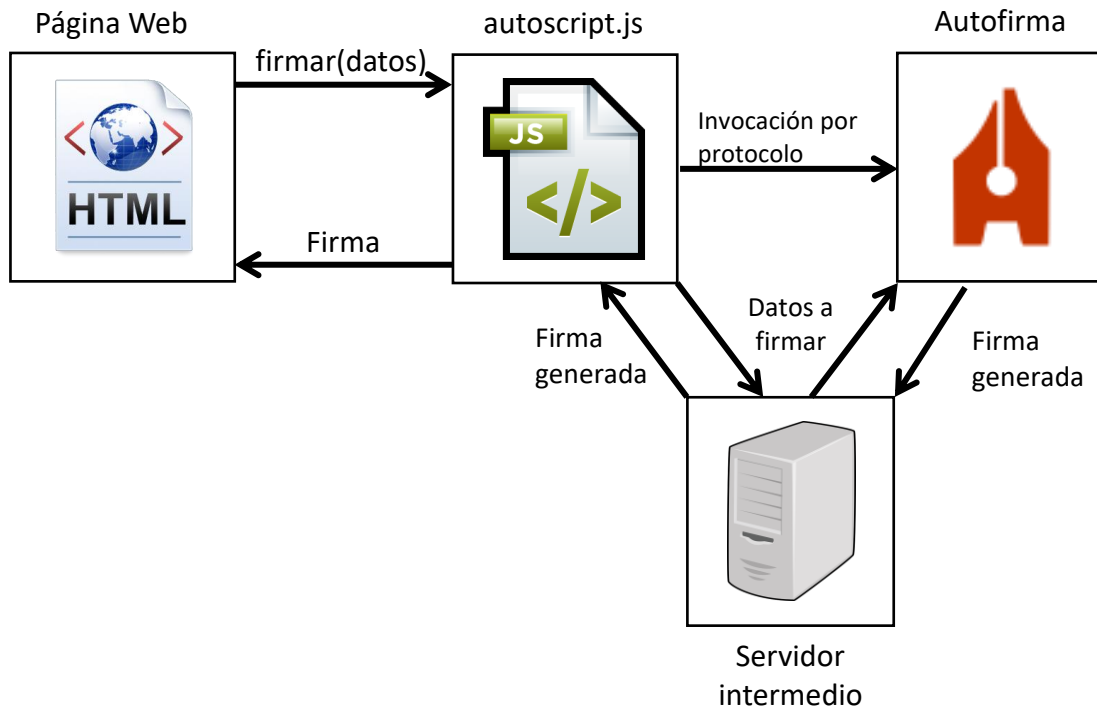 Página Web
autoscript.js
Autofirma
firmar(datos)
JS
</>
Invocación por
protocolo
< >
HTML
Firma
Datos a
firmar
Firma
generada
Firma
generada
Servidor
intermedio